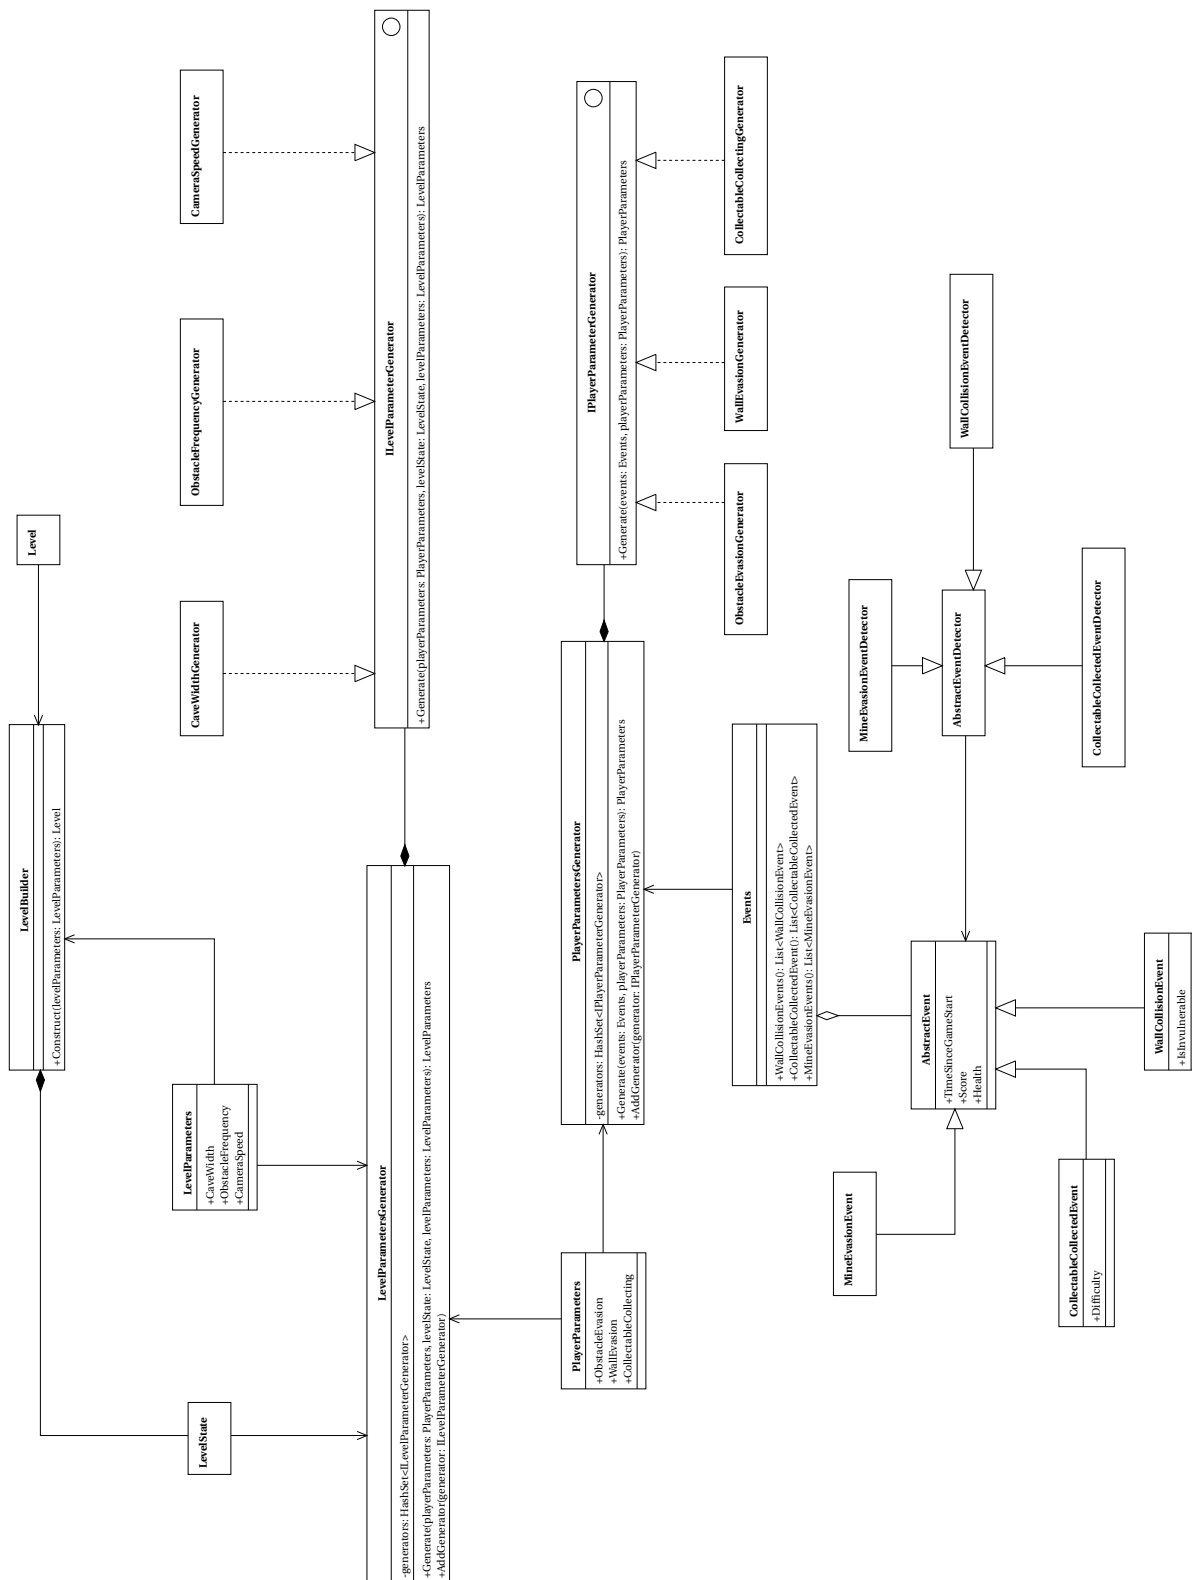 Level
LevelBuilder
+Construct(levelParameters: LevelParameters): Level
CameraSpeedGenerator
ObstacleFrequencyGenerator
CaveWidthGenerator
LevelParameters
+CaveWidth
+ObstacleFrequency
+CameraSpeed
LevelState
ILevelParameterGenerator
+Generate(playerParameters: PlayerParameters, levelState: LevelState, levelParameters: LevelParameters): LevelParameters
LevelParametersGenerator
-generators: HashSet<ILevelParameterGenerator>
+Generate(playerParameters: PlayerParameters, levelState: LevelState, levelParameters: LevelParameters): LevelParameters
+AddGenerator(generator: ILevelParameterGenerator)
IPlayerParameterGenerator
+Generate(events: Events, playerParameters: PlayerParameters): PlayerParameters
PlayerParametersGenerator
-generators: HashSet<IPlayerParameterGenerator>
+Generate(events: Events, playerParameters: PlayerParameters): PlayerParameters
+AddGenerator(generator: IPlayerParameterGenerator)
PlayerParameters
+ObstacleEvasion
+WallEvasion
+CollectableCollecting
CollectableCollectingGenerator
WallEvasionGenerator
ObstacleEvasionGenerator
Events
+WallCollisionEvents(): List<WallCollisionEvent>
+CollectableCollectedEvent(): List<CollectableCollectedEvent>
+MineEvasionEvents(): List<MineEvasionEvent>
WallCollisionEventDetector
MineEvasionEventDetector
AbstractEventDetector
CollectableCollectedEventDetector
AbstractEvent
+TimeSinceGameStart
+Score
+Health
MineEvasionEvent
CollectableCollectedEvent
+Difficulty
WallCollisionEvent
+IsInvulnerable